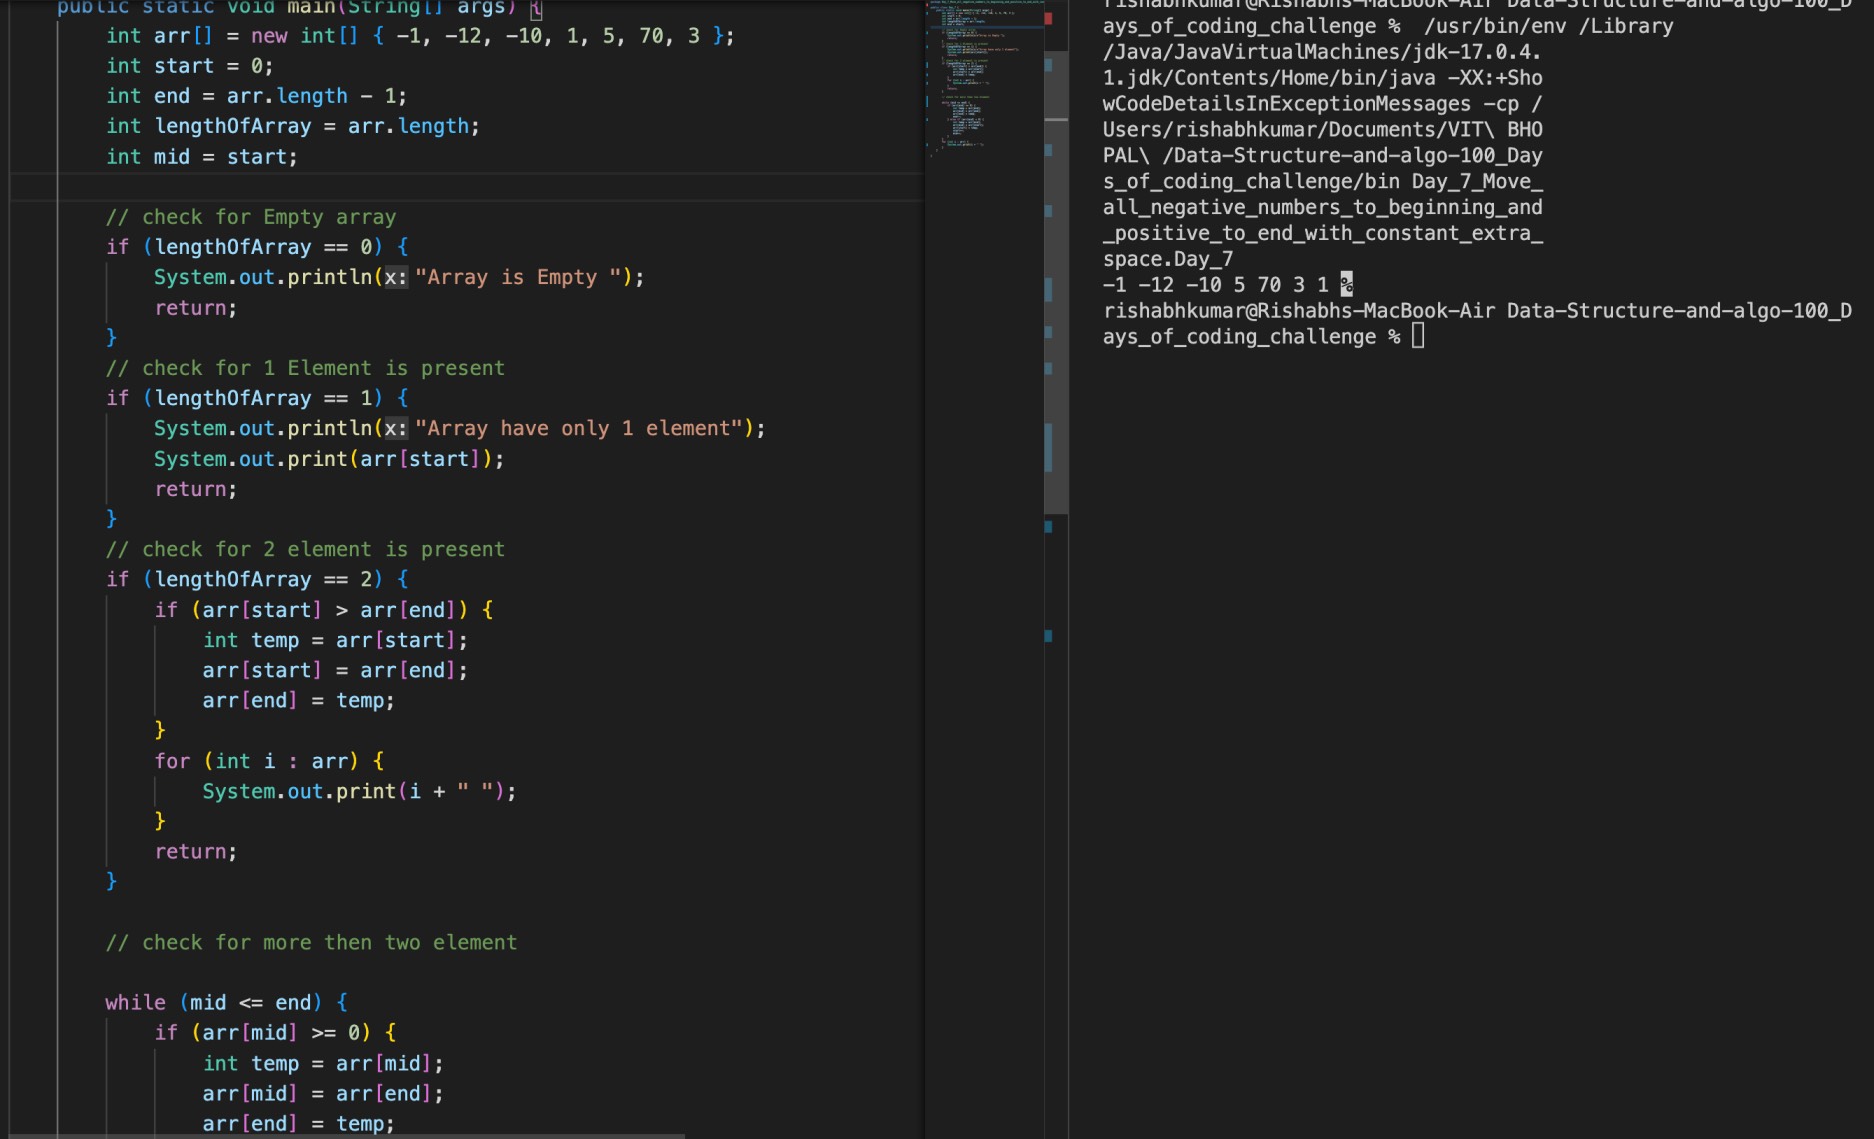 public static void main(String[] args) {
int arr[] = new int[] { -1, -12, -10, 1, 5, 70, 3 };
int start = 0;
int end = arr.length - 1;
int lengthOfArray = arr.length;
int mid = start;
// check for Empty array
if (lengthOfArray == 0) {
System.out.println(x: "Array is Empty ");
return;
}
// check for 1 Element is present
if (lengthOfArray == 1) {
System.out.println(x: "Array have only 1 element");
System.out.print(arr[start]);
return;
}
// check for 2 element is present
if (lengthOfArray == 2) {
if (arr[start] > arr[end]) {
int temp = arr[start];
arr[start] = arr[end];
arr[end] = temp;
}
for (int i : arr) {
System.out.print(i + " ");
}
return;
}
// check for more then two element
while (mid <= end) {
if (arr[mid] >= 0) {
int temp = arr[mid];
arr[mid] = arr[end];
arr[end] = temp;
rishabhkumar@Rishabhs-MacBook-Air Data-Structure-and-algo-100_D
ays_of_coding_challenge %  /usr/bin/env /Library
/Java/JavaVirtualMachines/jdk-17.0.4.
1.jdk/Contents/Home/bin/java -XX:+Sho
wCodeDetailsInExceptionMessages -cp /
Users/rishabhkumar/Documents/VIT\ BHO
PAL\ /Data-Structure-and-algo-100_Day
s_of_coding_challenge/bin Day_7_Move_
all_negative_numbers_to_beginning_and
_positive_to_end_with_constant_extra_
space.Day_7
-1 -12 -10 5 70 3 1 %
rishabhkumar@Rishabhs-MacBook-Air Data-Structure-and-algo-100_D
ays_of_coding_challenge %